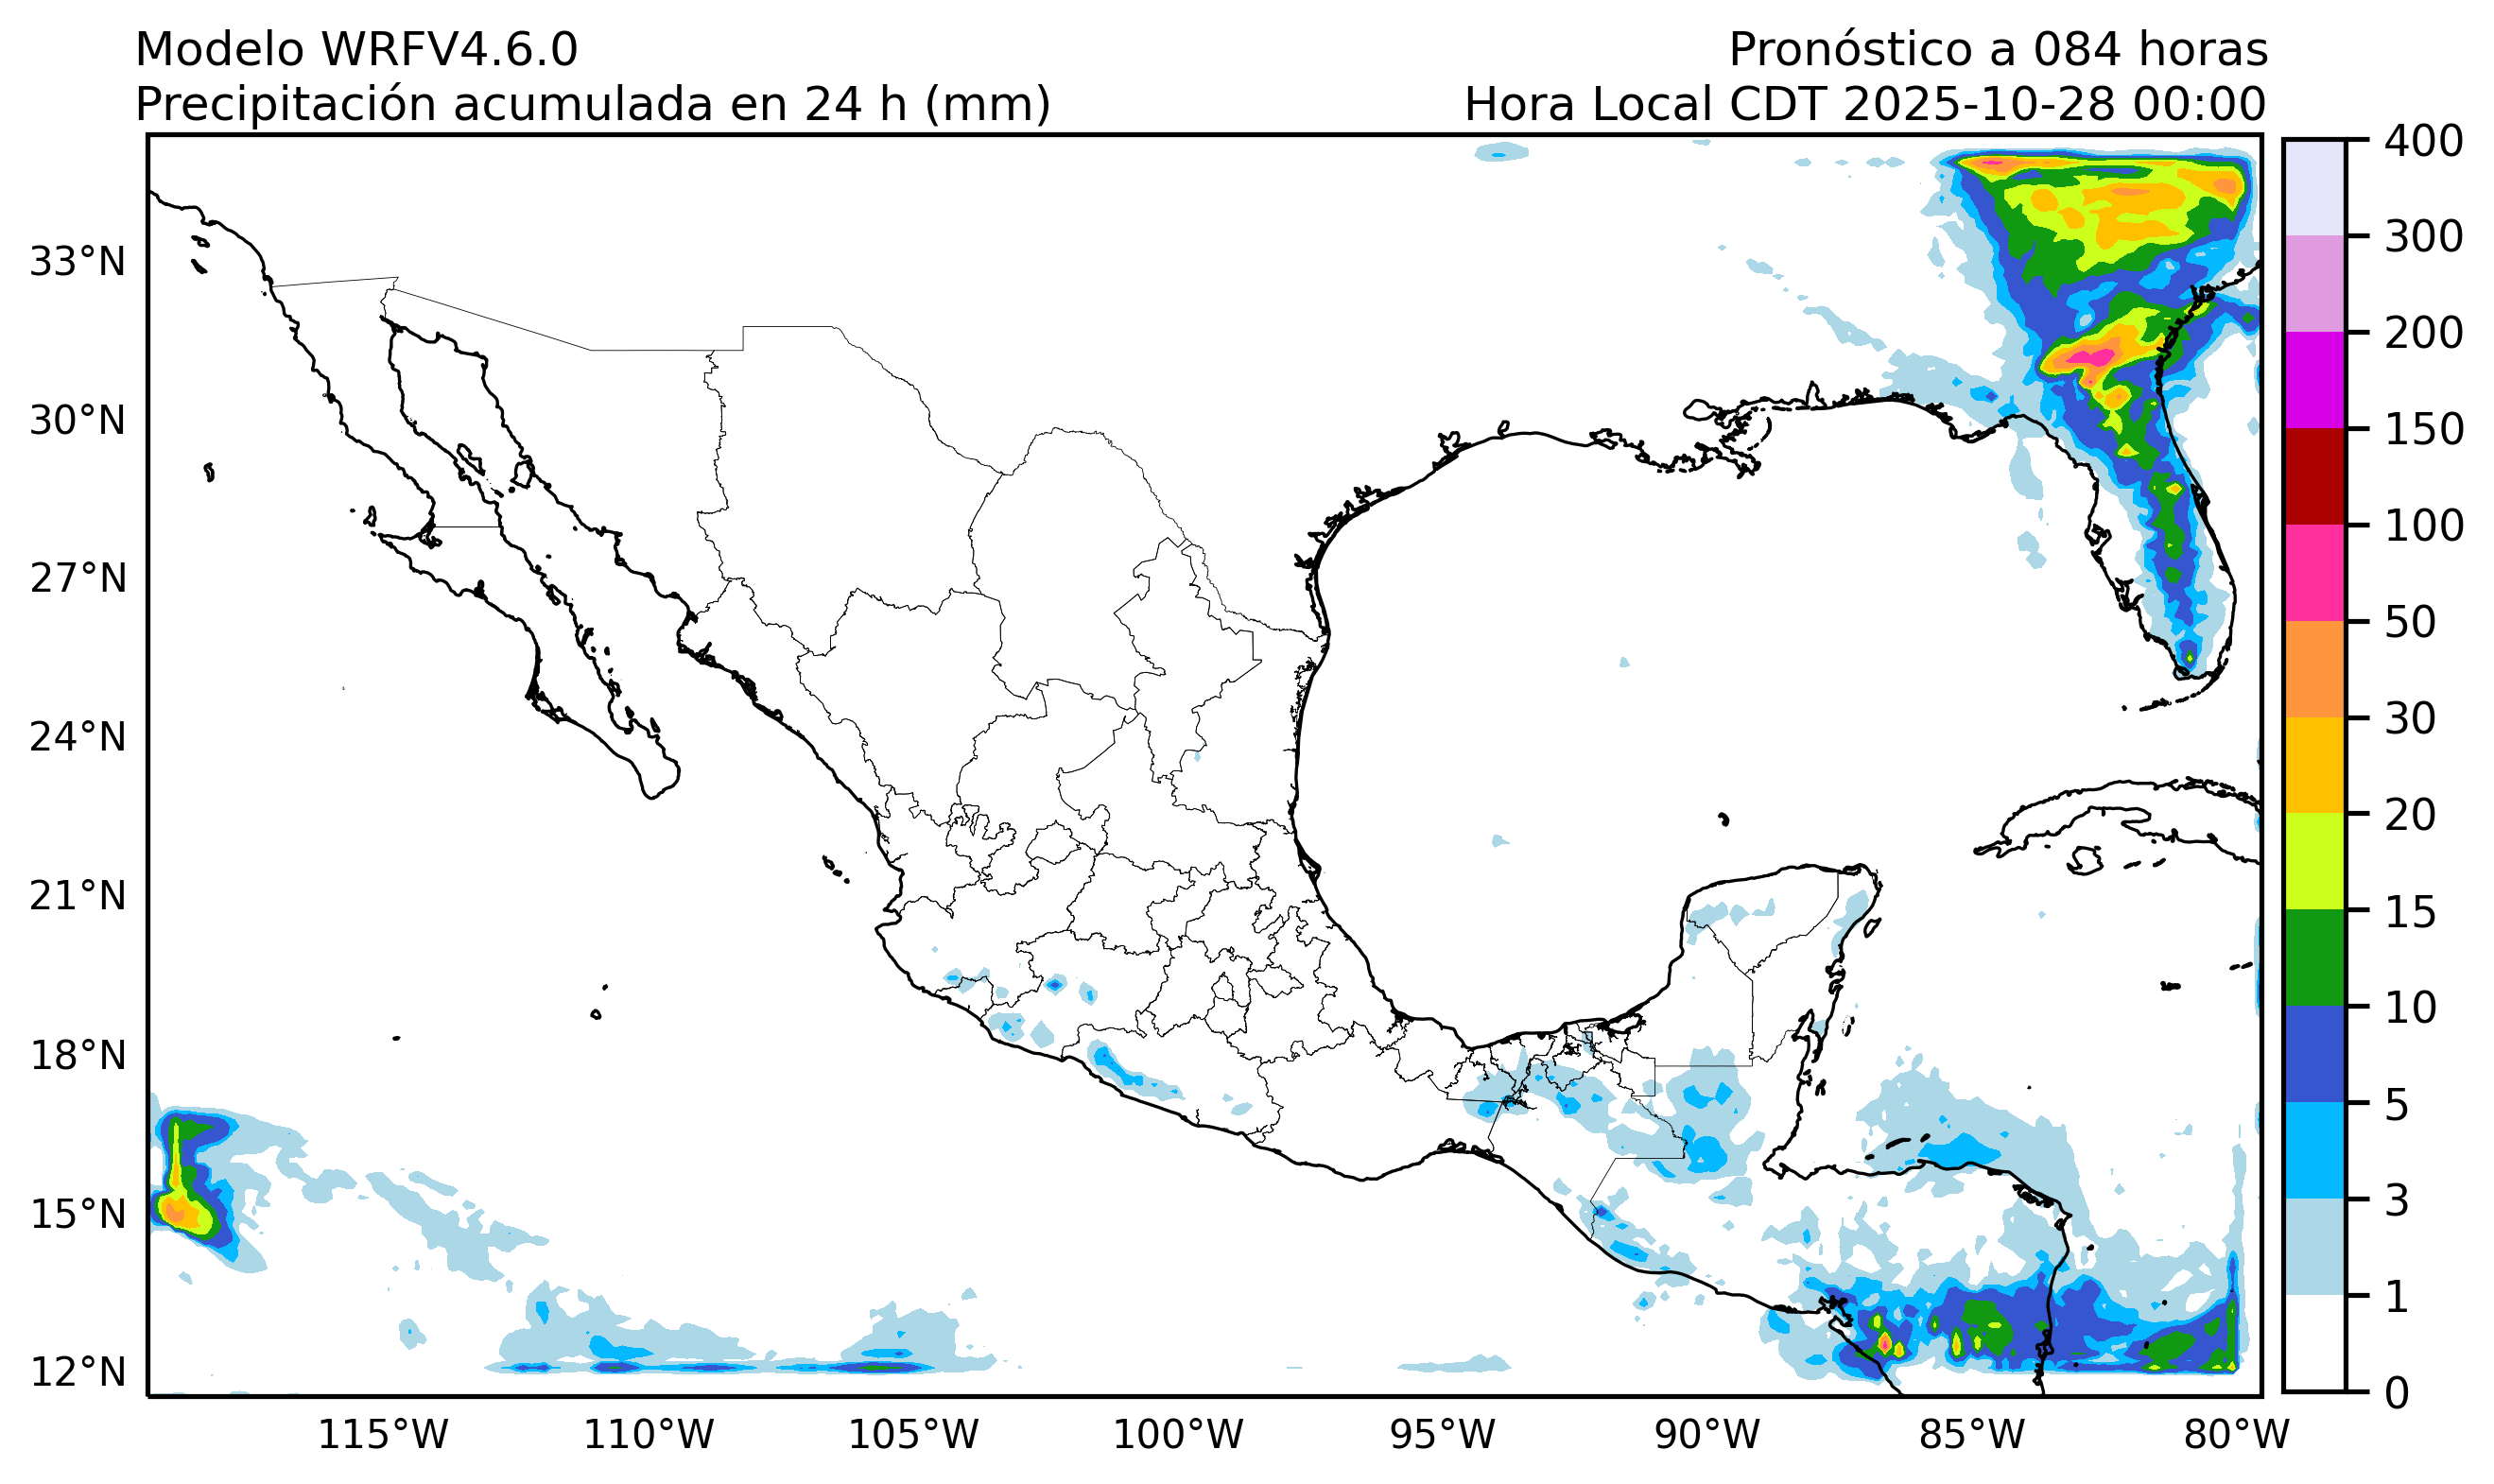 Modelo WRFV4.6.0
Pronóstico a 084 horas
Precipitación acumulada en 24 h (mm)
Hora Local CDT 2025-10-28 00:00
33°N
30°N
27°N
24°N
21°N
18°N
15°N
12°N
115°W
110°W
105°W
100°W
95°W
90°W
85°W
80°W
400
300
200
150
100
50
30
20
15
10
5
3
1
0